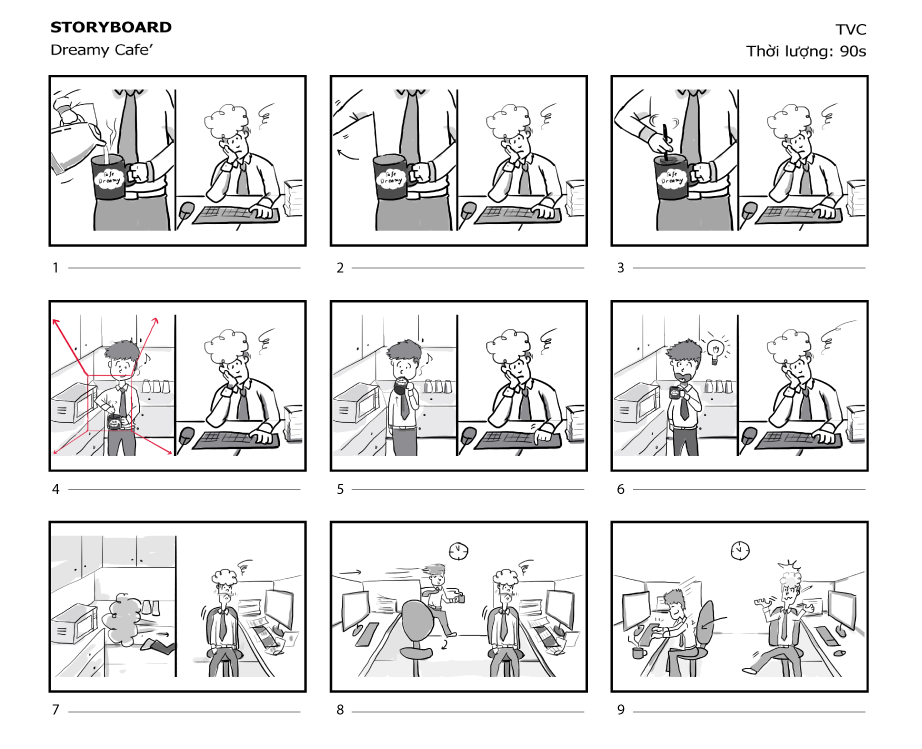 STORYBOARD
TVC
Dreamy Cafe’
Thời lượng: 90s
Cafe
Dreamy
Cafe
Dreamy
Cafe
Dreamy
1
2
3
4
5
6
7
8
9